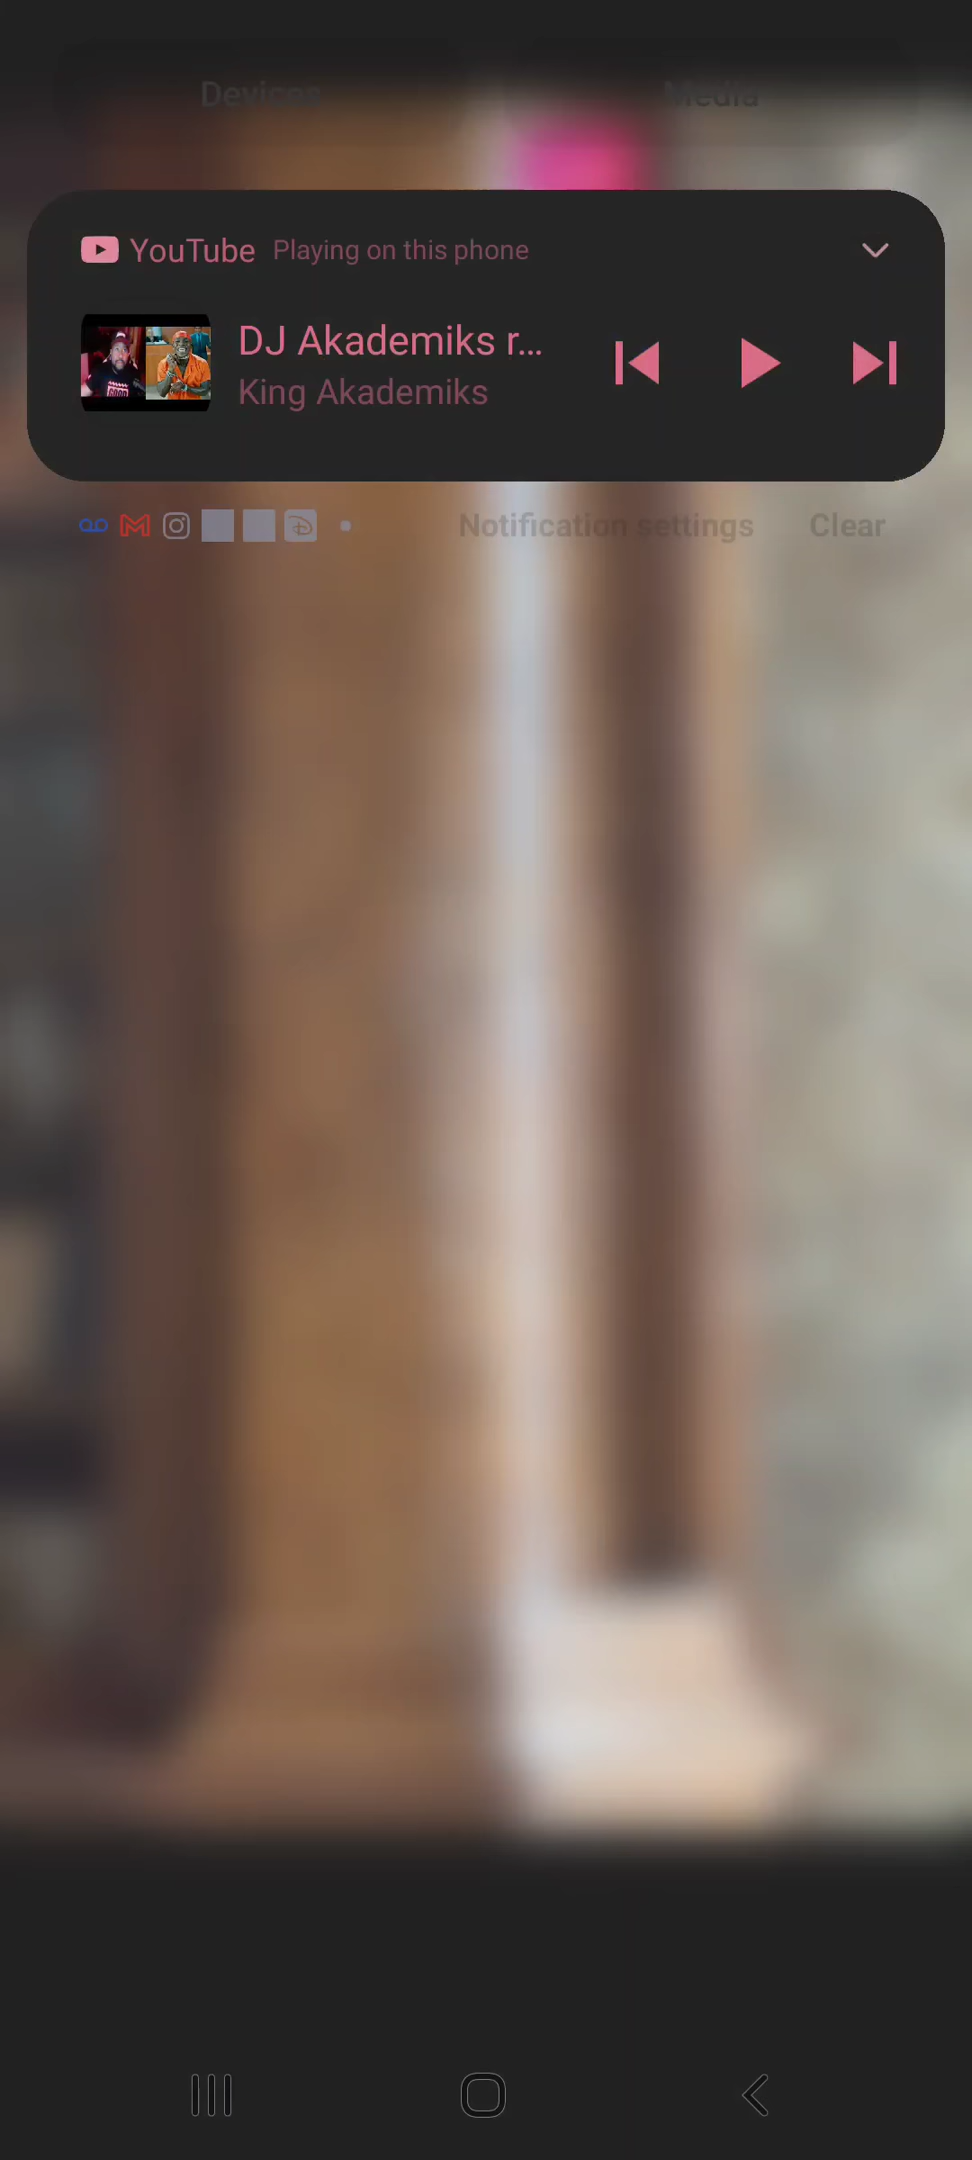 Devices
Media
YouTube Playing on this phone
DJ Akademiks r...
King Akademiks
Notification settings
Clear